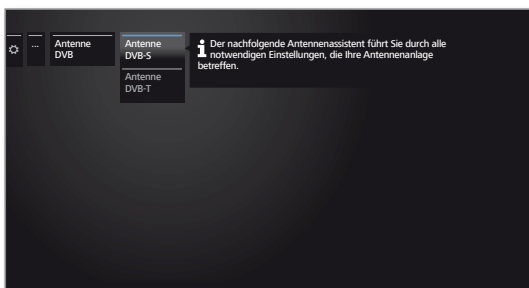 ...
Antenne
DVB
Antenne
DVB-S
Antenne
DVB-T
Der nachfolgende Antennenassistent führt Sie durch alle
notwendigen Einstellungen, die Ihre Antennenanlage
betreffen.